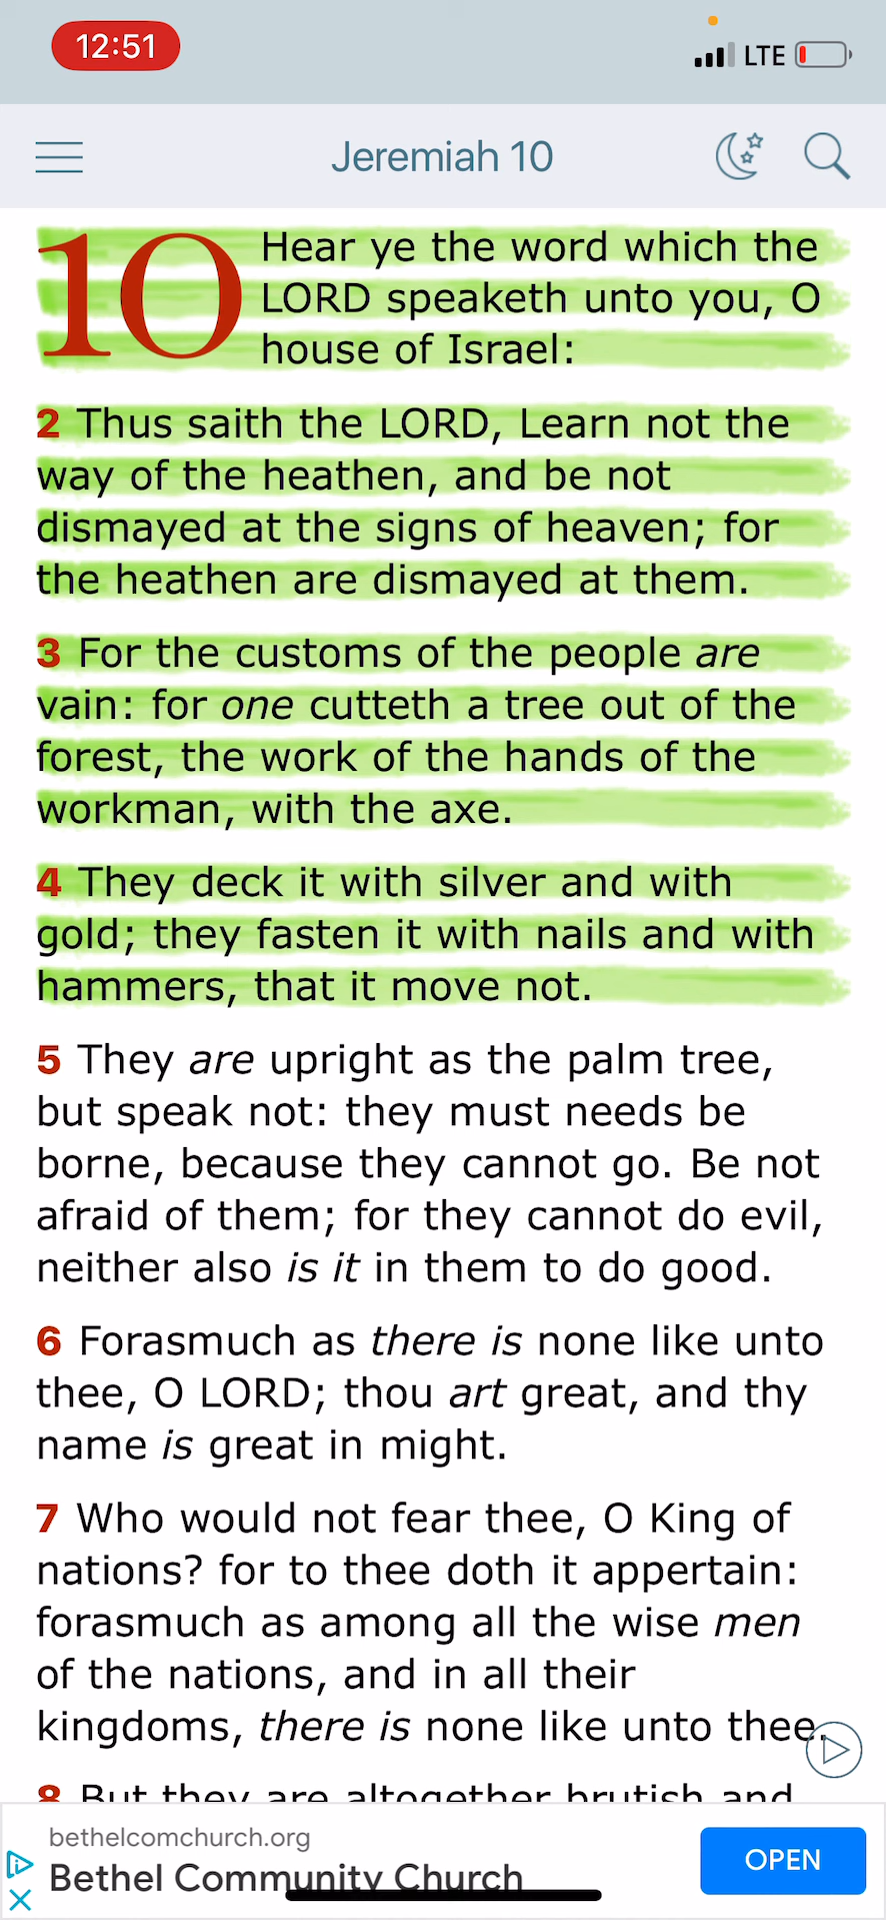 12:51
LTE
Jeremiah 10
10 Hear ye the word which the
LORD speaketh unto you, O
house of Israel:
2 Thus saith the LORD, Learn not the
way of the heathen, and be not
dismayed at the signs of heaven; for
the heathen are dismayed at them.
3 For the customs of the people are
vain: for one cutteth a tree out of the
forest, the work of the hands of the
workman, with the axe.
4 They deck it with silver and with
gold; they fasten it with nails and with
hammers, that it move not.
5 They are upright as the palm tree,
but speak not: they must needs be
borne, because they cannot go. Be not
afraid of them; for they cannot do evil,
neither also is it in them to do good.
6 Forasmuch as there is none like unto
thee, O LORD; thou art great, and thy
name is great in might.
7 Who would not fear thee, O King of
nations? for to thee doth it appertain:
forasmuch as among all the wise men
of the nations, and in all their
kingdoms, there is none like unto thee.
8 But they are altogether brutish and
bethelcomchurch.org
Bethel Community Church
OPEN